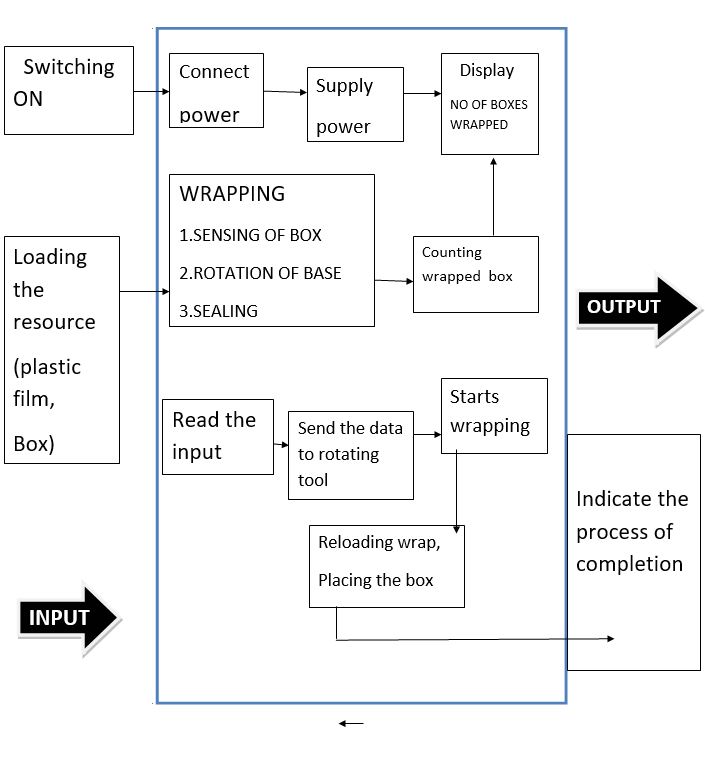 Switching
ON
Connect
power
Supply
power
Display
NO OF BOXES
WRAPPED
WRAPPING
1.SENSING OF BOX
2.ROTATION OF BASE
3.SEALING
Counting
wrapped box
Loading
the
resource
(plastic
film,
Box)
OUTPUT
Read the
input
Send the data
to rotating
tool
Starts
wrapping
Reloading wrap,
Placing the box
Indicate the
process of
completion
INPUT